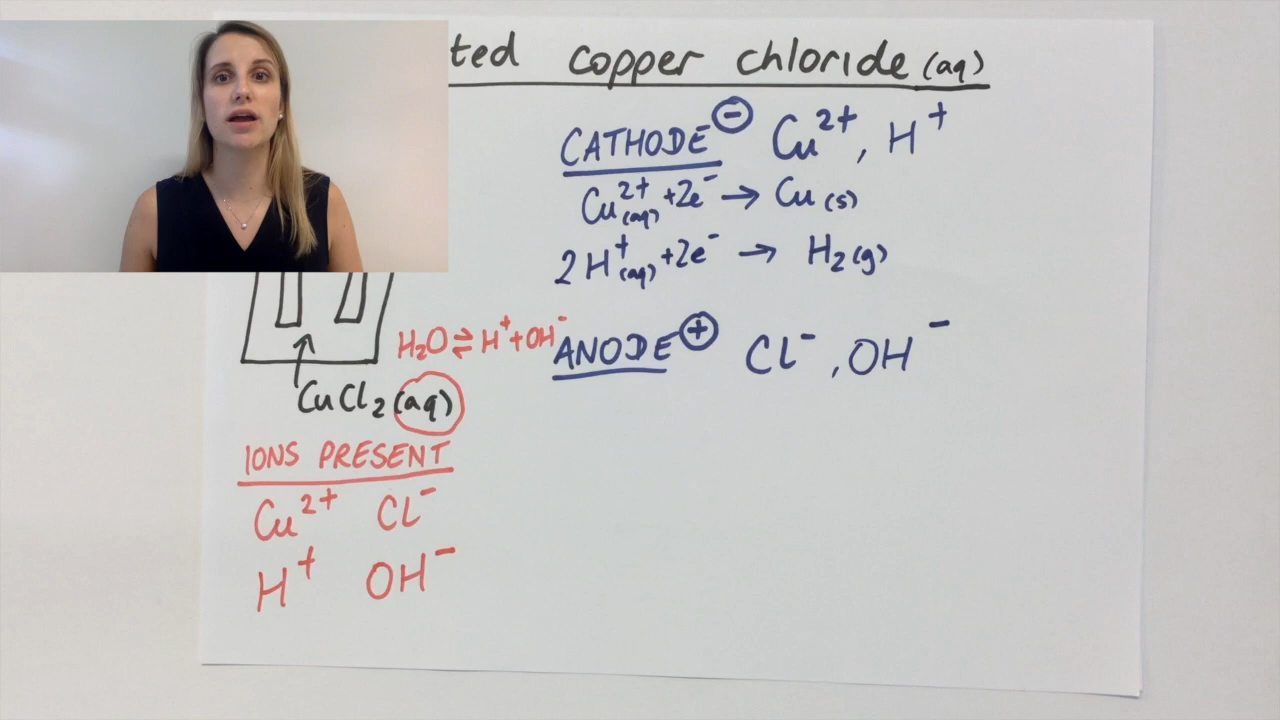 ted copper chloride (aq)
CATHODE ⊖ Cu²⁺, H⁺
Cu²⁺(aq) +2e⁻ → Cu (s)
2H⁺(aq) +2e⁻ → H₂(g)
H₂O ⇌ H⁺+OH⁻
ANODE ⊕ Cl⁻, OH⁻
CuCl₂(aq)
IONS PRESENT
Cu²⁺ Cl⁻
H⁺ OH⁻